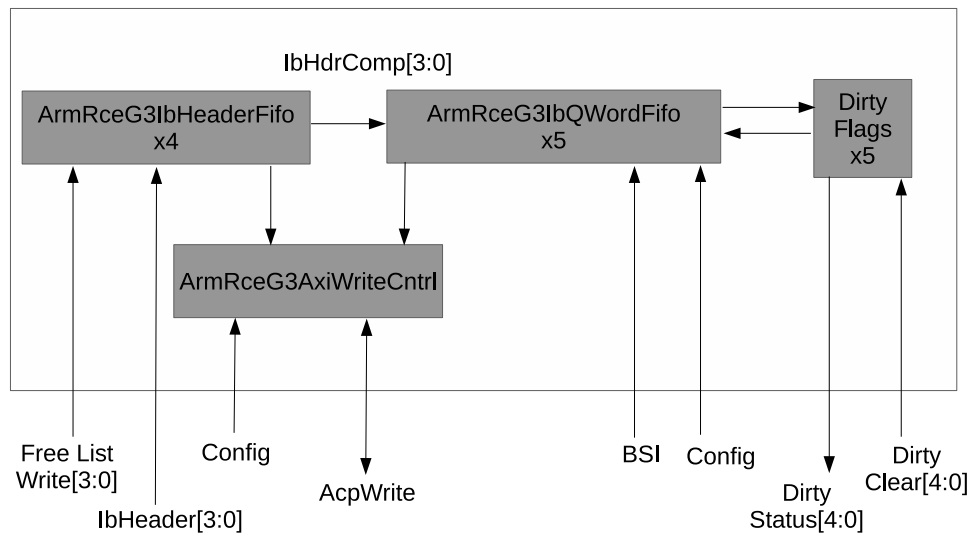 IbHdrComp[3:0]
ArmRceG3IbHeaderFifo
x4
ArmRceG3IbQWordFifo
x5
Dirty
Flags
x5
ArmRceG3AxiWriteCntrl
Free List
Write[3:0]
IbHeader[3:0]
Config
AcpWrite
BSI
Config
Dirty
Status[4:0]
Dirty
Clear[4:0]